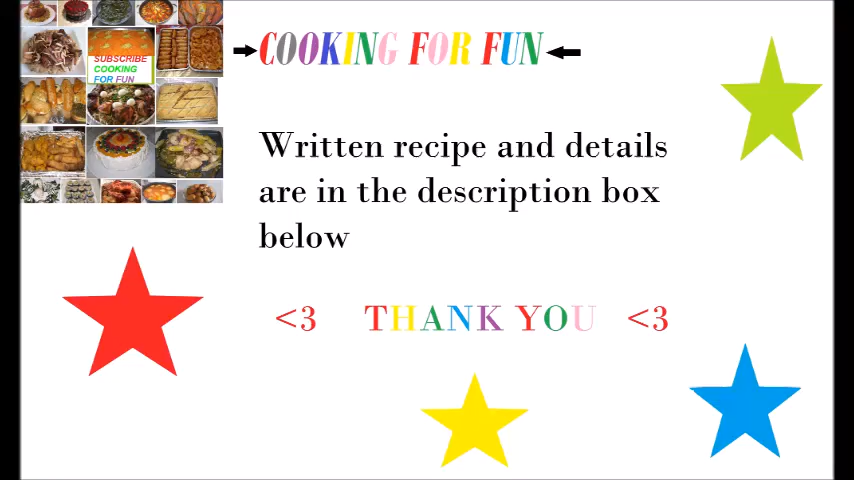 COOKING FOR FUN
SUBSCRIBE
COOKING
FOR FUN
Written recipe and details
are in the description box
below
<3 THANK YOU <3